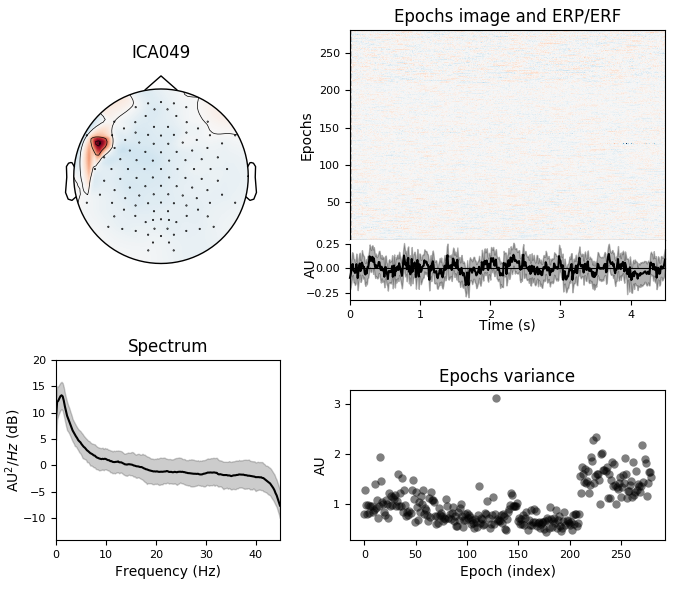 ICA049
Epochs image and ERP/ERF
Epochs
250
200
150
100
50
AU
0.25
0.00
−0.25
0 1 2 3 4
Time (s)
Spectrum
AU²/Hz (dB)
20
15
10
5
0
−5
−10
0 10 20 30 40
Frequency (Hz)
Epochs variance
AU
3
2
1
0 50 100 150 200 250
Epoch (index)